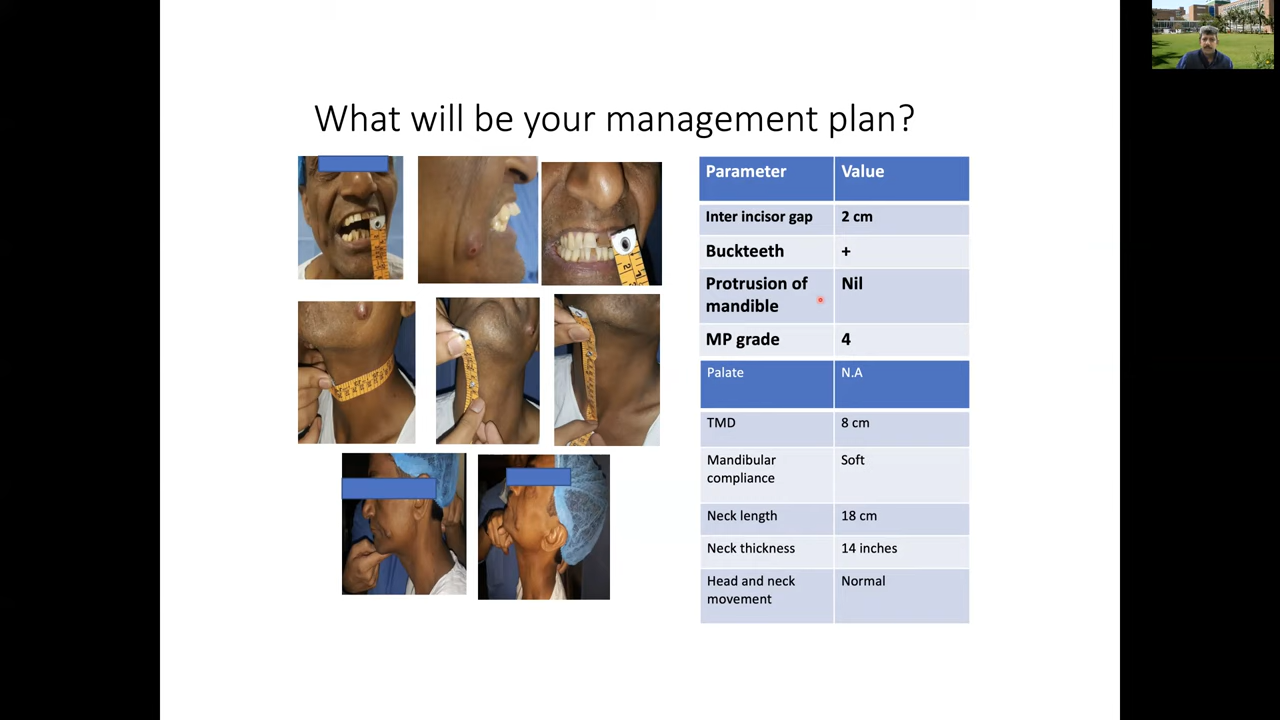 What will be your management plan?
Parameter Value
Inter incisor gap 2 cm
Buckteeth +
Protrusion of Nil
mandible
MP grade 4
Palate N.A
TMD 8 cm
Mandibular Soft
compliance
Neck length 18 cm
Neck thickness 14 inches
Head and neck Normal
movement